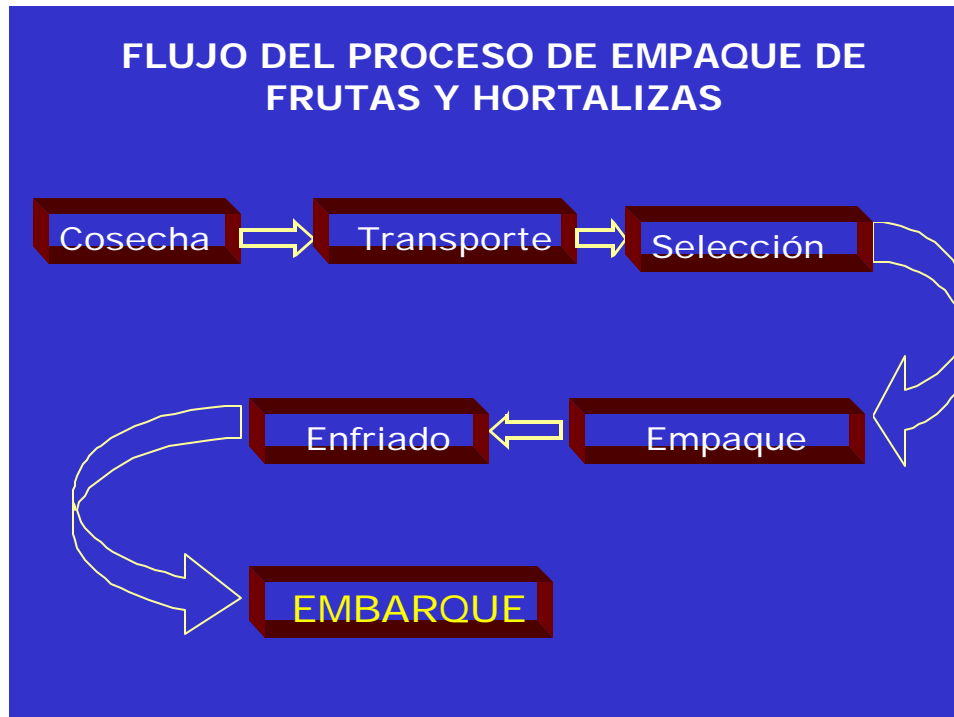 FLUJO DEL PROCESO DE EMPAQUE DE
FRUTAS Y HORTALIZAS
Cosecha
Transporte
Selección
Empaque
Enfriado
EMBARQUE